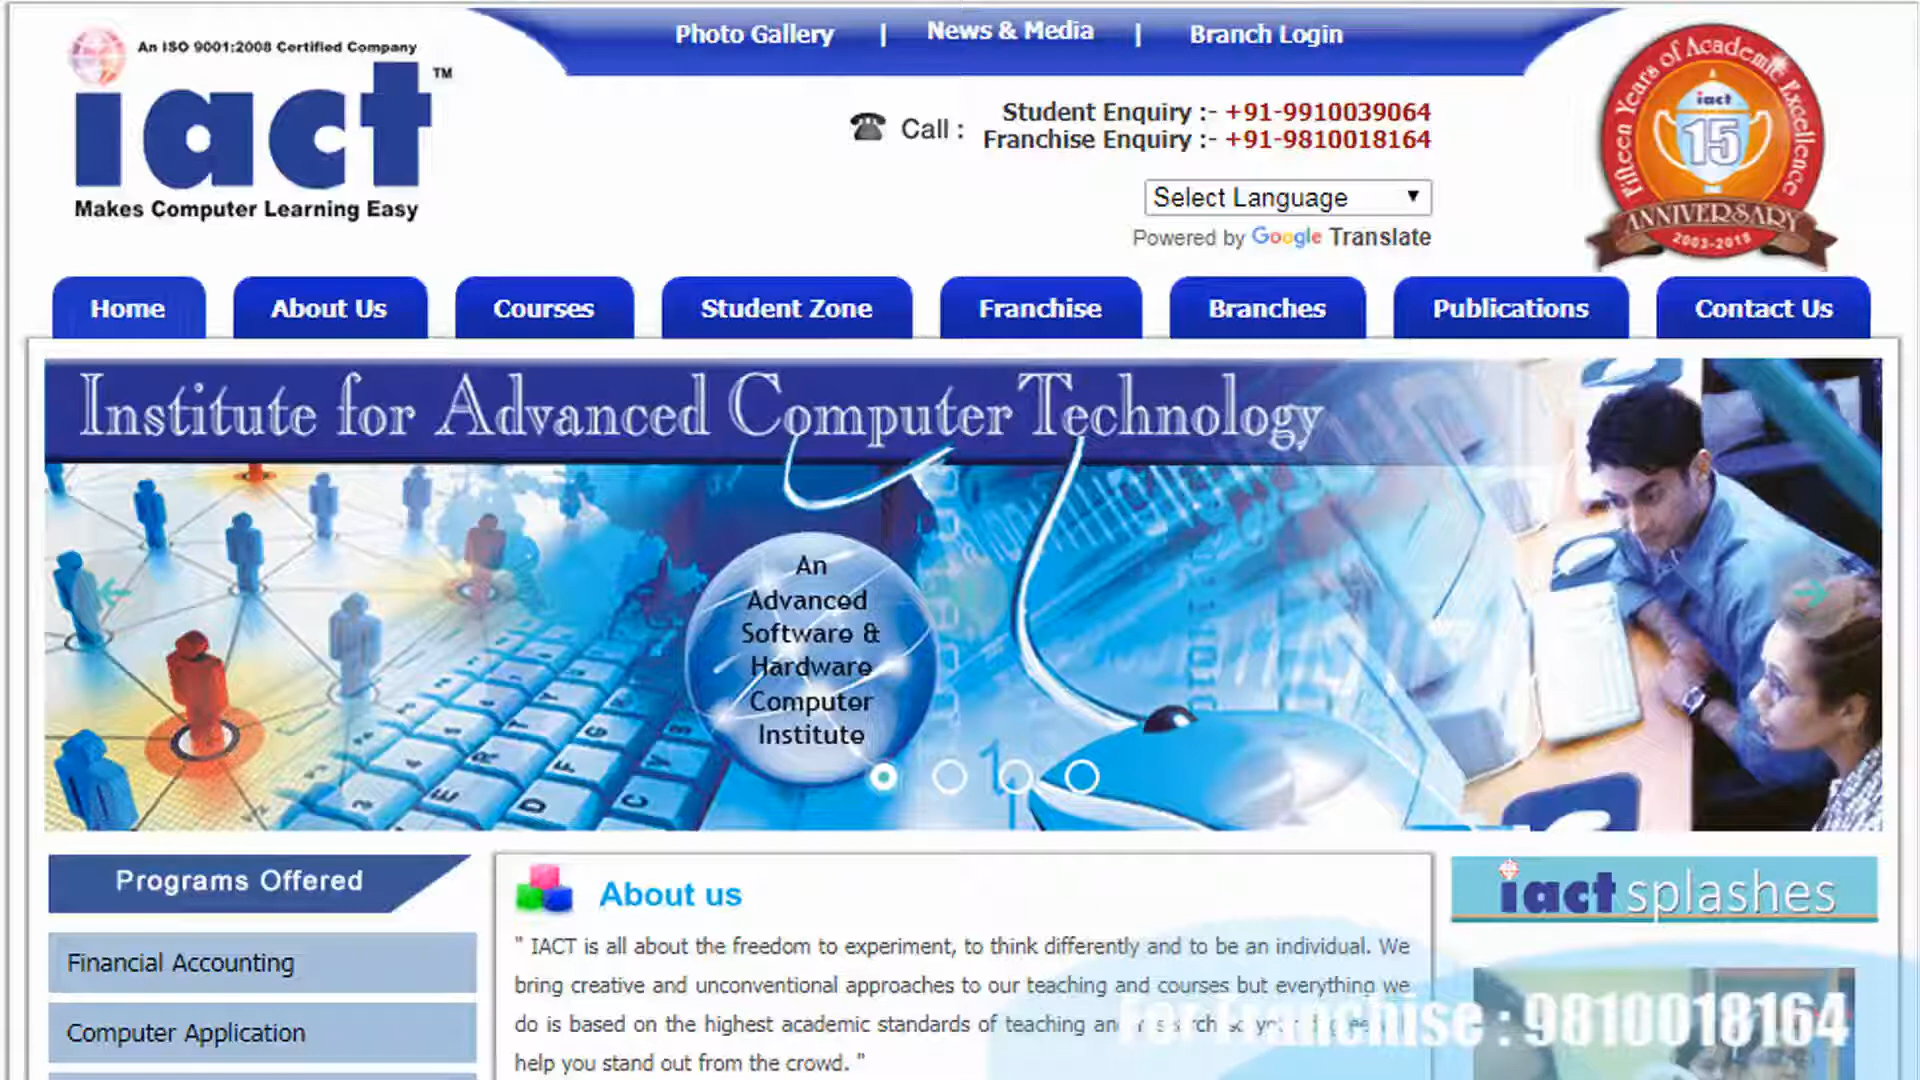 An ISO 9001:2008 Certified Company
iact TM
Makes Computer Learning Easy
Photo Gallery | News & Media | Branch Login
Call :
Student Enquiry :- +91-9910039064
Franchise Enquiry :- +91-9810018164
Select Language ▼
Powered by Google Translate
Fifteen Years of Academic Excellence
iact
15
ANNIVERSARY
2003-2018
Home
About Us
Courses
Student Zone
Franchise
Branches
Publications
Contact Us
Institute for Advanced Computer Technology
An
Advanced
Software &
Hardware
Computer
Institute
Programs Offered
Financial Accounting
Computer Application
About us
" IACT is all about the freedom to experiment, to think differently and to be an individual. We
bring creative and unconventional approaches to our teaching and courses but everything we
do is based on the highest academic standards of teaching
help you stand out from the crowd. "
iact splashes
For Franchise : 9810018164